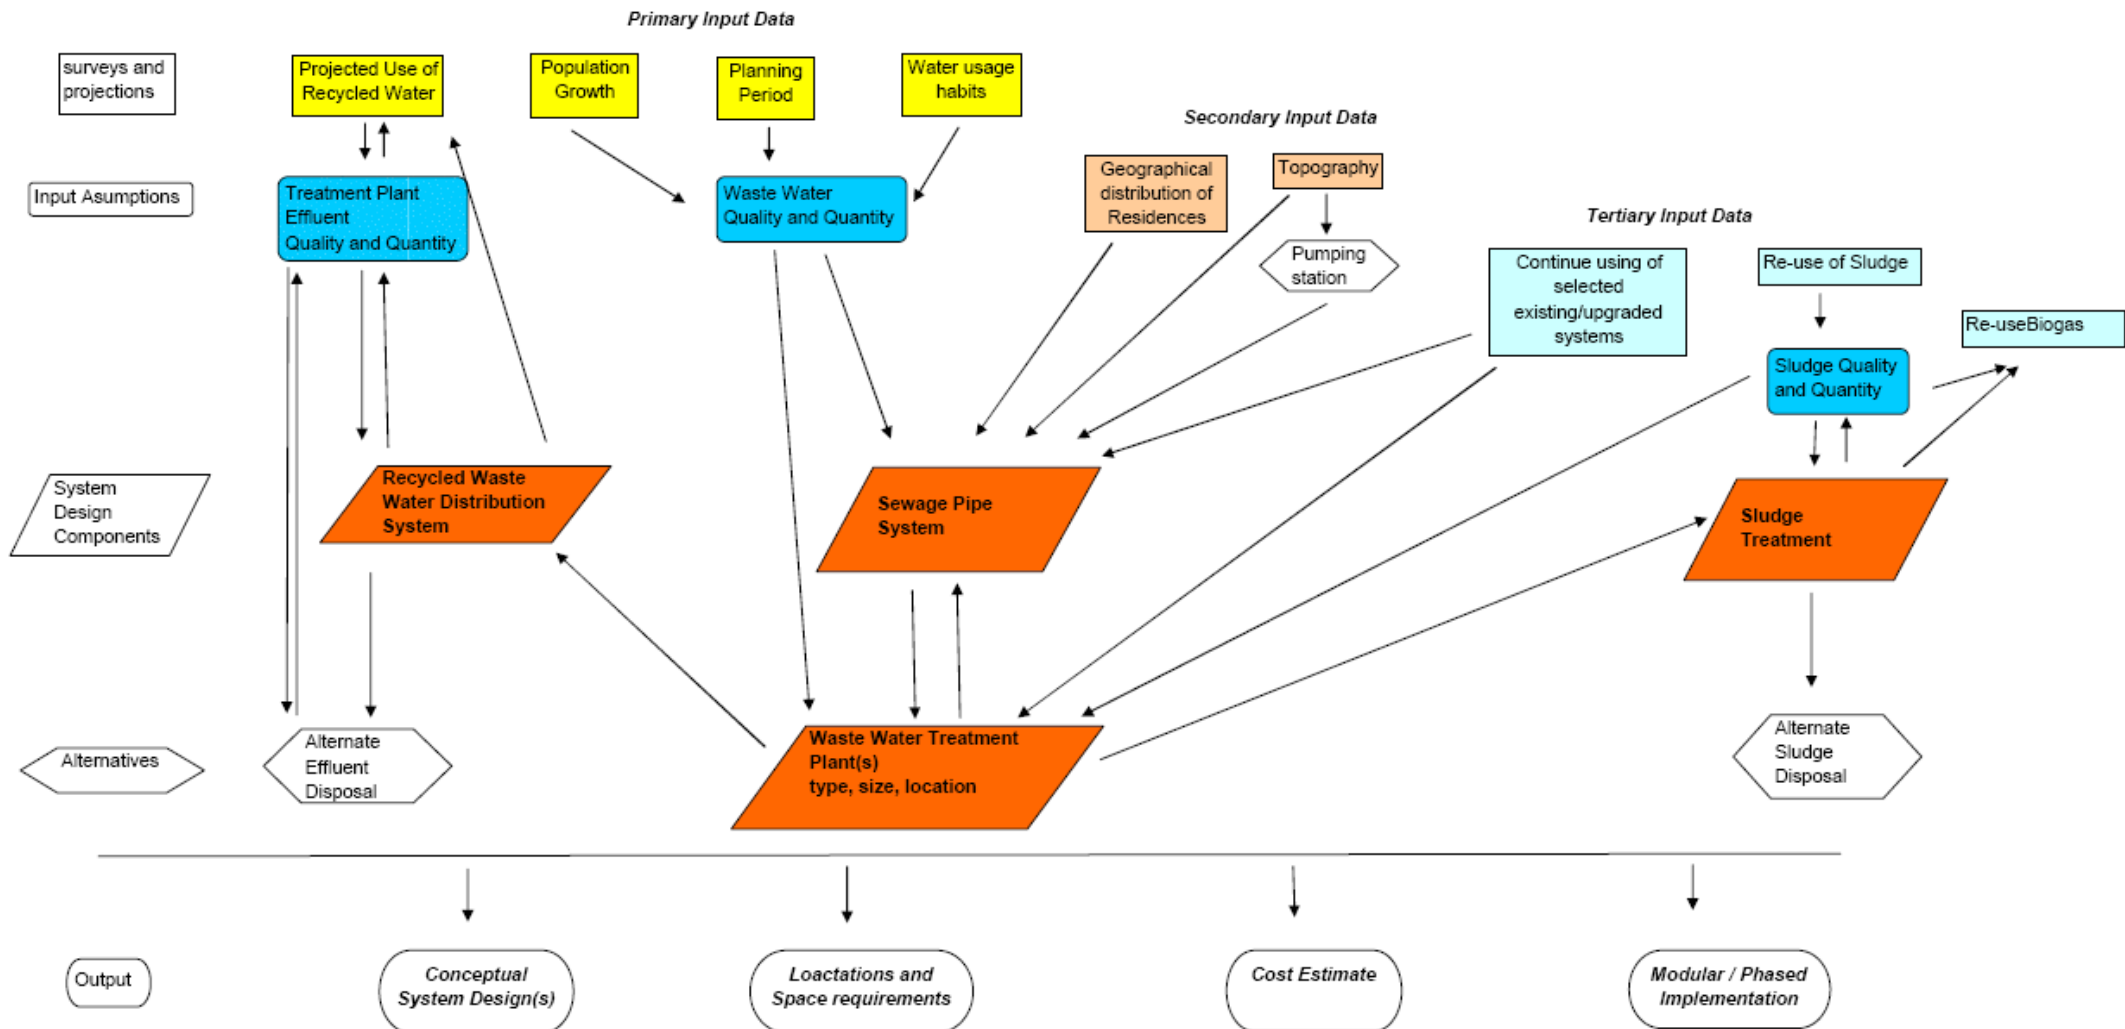 Primary Input Data
surveys and
projections
Projected Use of
Recycled Water
Population
Growth
Planning
Period
Water usage
habits
Secondary Input Data
Geographical
distribution of
Residences
Topography
Input Asumptions
Treatment Plant
Effluent
Quality and Quantity
Waste Water
Quality and Quantity
Tertiary Input Data
Pumping
station
Continue using of
selected
existing/upgraded
systems
Re-use of Sludge
Re-useBiogas
Sludge Quality
and Quantity
System
Design
Components
Recycled Waste
Water Distribution
System
Sewage Pipe
System
Sludge
Treatment
Alternatives
Alternate
Effluent
Disposal
Waste Water Treatment
Plant(s)
type, size, location
Alternate
Sludge
Disposal
Output
Conceptual
System Design(s)
Loactations and
Space requirements
Cost Estimate
Modular / Phased
Implementation